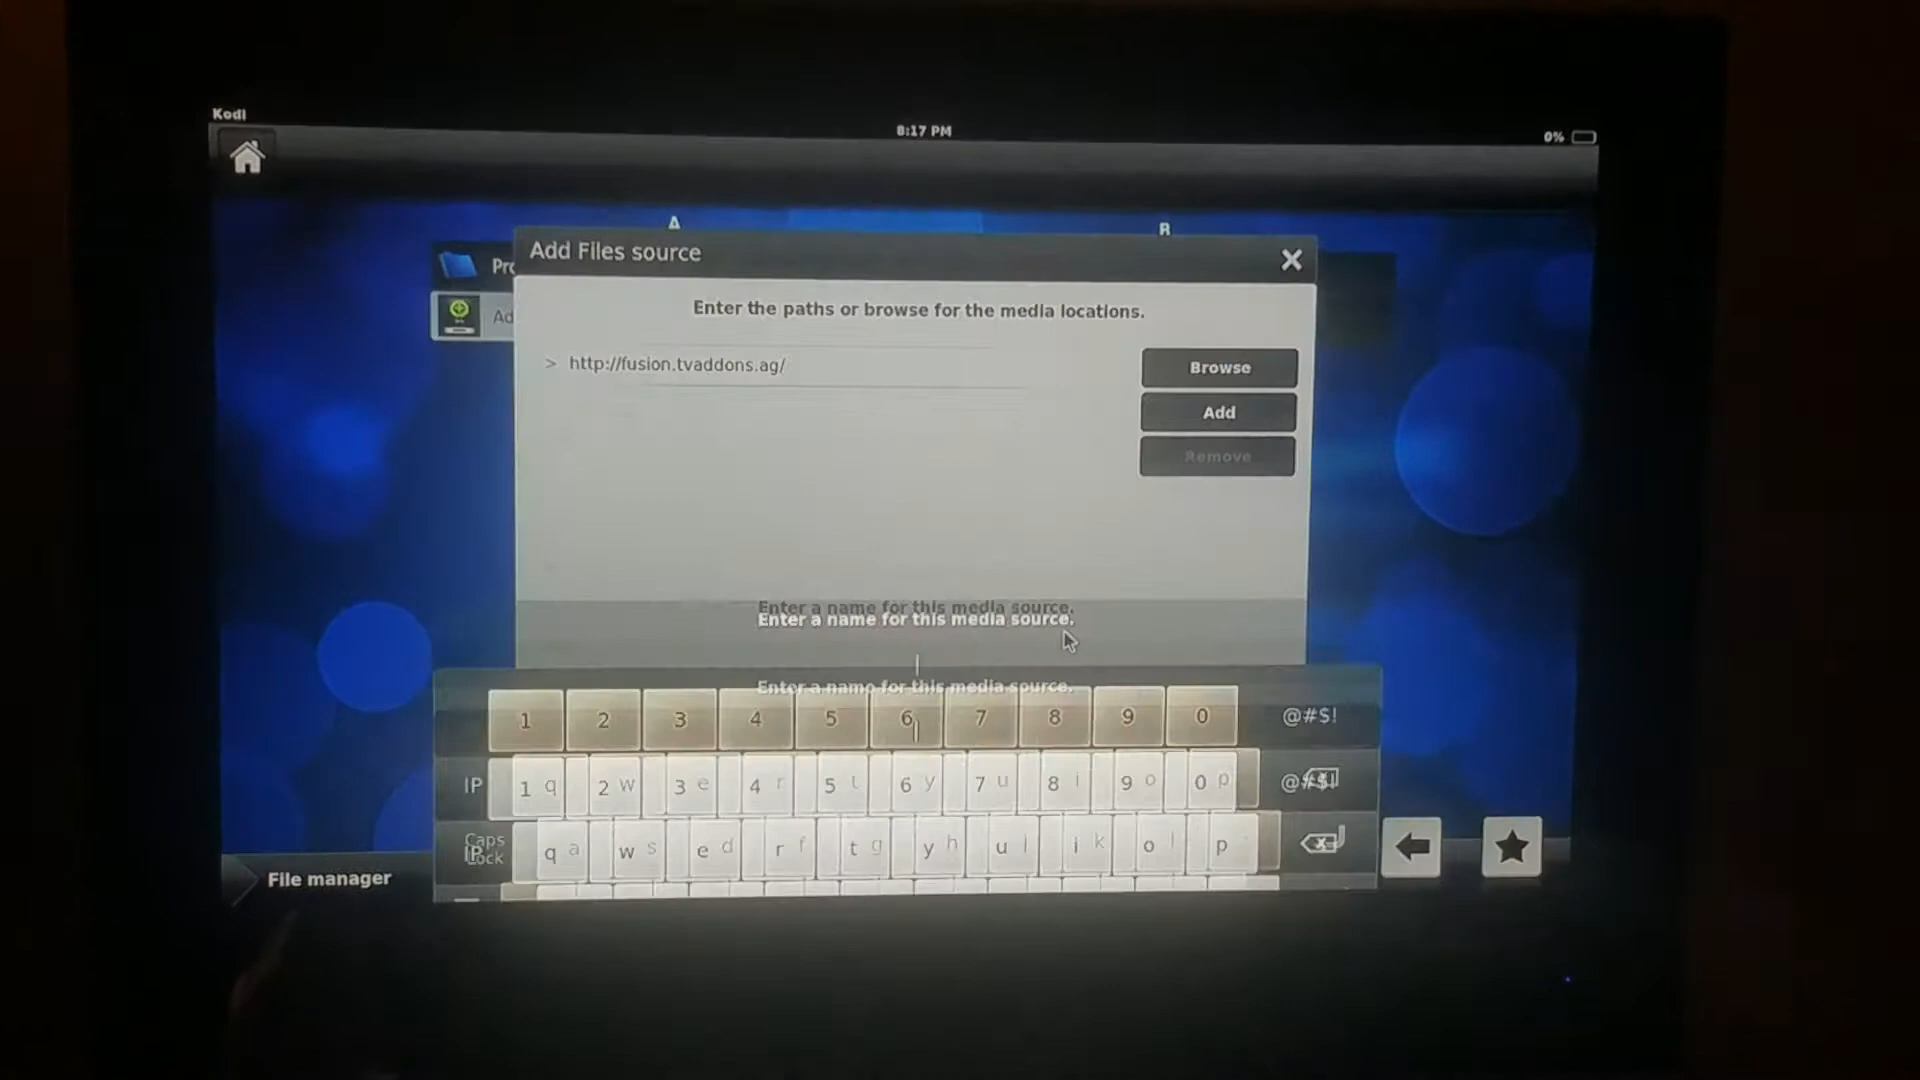 Kodi
8:17 PM
0%
A
B
Add Files source
Pro
Enter the paths or browse for the media locations.
Ad
> http://fusion.tvaddons.ag/
Browse
Add
Remove
Enter a name for this media source.
Enter a name for this media source.
Enter a name for this media source.
1 2 3 4 5 6 7 8 9 0 @#$!
IP 1 q 2 w 3 e 4 r 5 t 6 y 7 u 8 i 9 o 0 p @#$!
Caps Lock
IP q a w s e d r f t g y h u j i k o l p
File manager